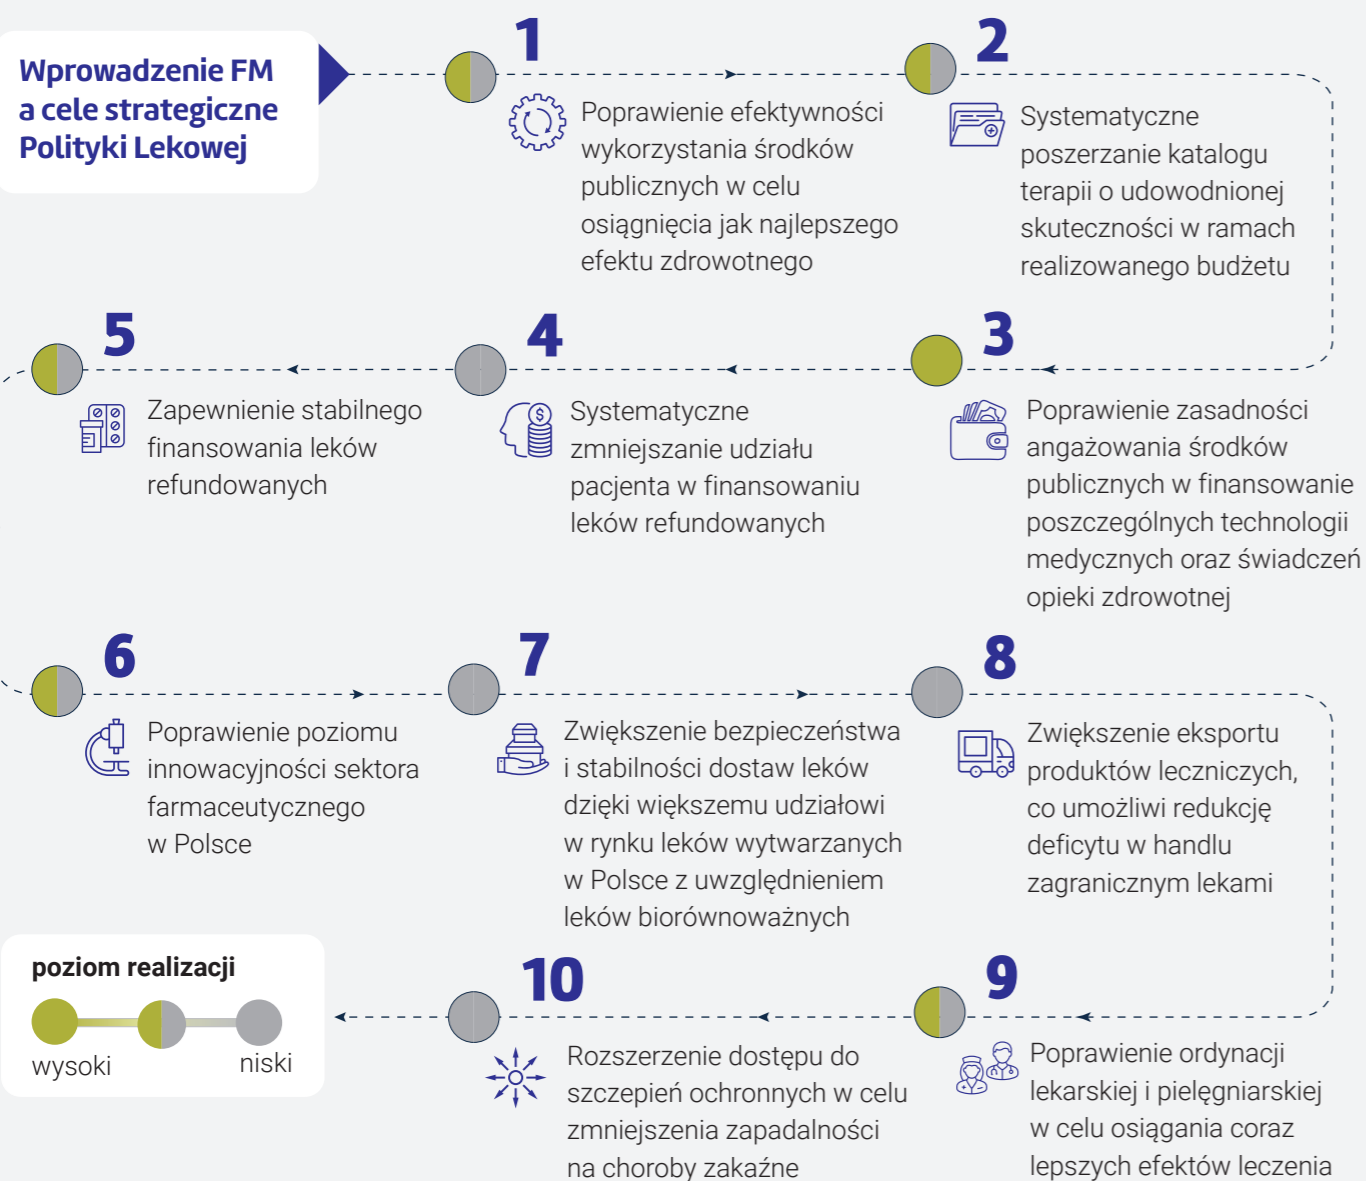 Wprowadzenie FM
a cele strategiczne
Polityki Lekowej
1
Poprawienie efektywności
wykorzystania środków
publicznych w celu
osiągnięcia jak najlepszego
efektu zdrowotnego
2
Systematyczne
poszerzanie katalogu
terapii o udowodnionej
skuteczności w ramach
realizowanego budżetu
3
Poprawienie zasadności
angażowania środków
publicznych w finansowanie
poszczególnych technologii
medycznych oraz świadczeń
opieki zdrowotnej
4
Systematyczne
zmniejszanie udziału
pacjenta w finansowaniu
leków refundowanych
5
Zapewnienie stabilnego
finansowania leków
refundowanych
6
Poprawienie poziomu
innowacyjności sektora
farmaceutycznego
w Polsce
7
Zwiększenie bezpieczeństwa
i stabilności dostaw leków
dzięki większemu udziałowi
w rynku leków wytwarzanych
w Polsce z uwzględnieniem
leków biorównoważnych
8
Zwiększenie eksportu
produktów leczniczych,
co umożliwi redukcję
deficytu w handlu
zagranicznym lekami
9
Poprawienie ordynacji
lekarskiej i pielęgniarskiej
w celu osiągania coraz
lepszych efektów leczenia
10
Rozszerzenie dostępu do
szczepień ochronnych w celu
zmniejszenia zapadalności
na choroby zakaźne
poziom realizacji
wysoki
niski